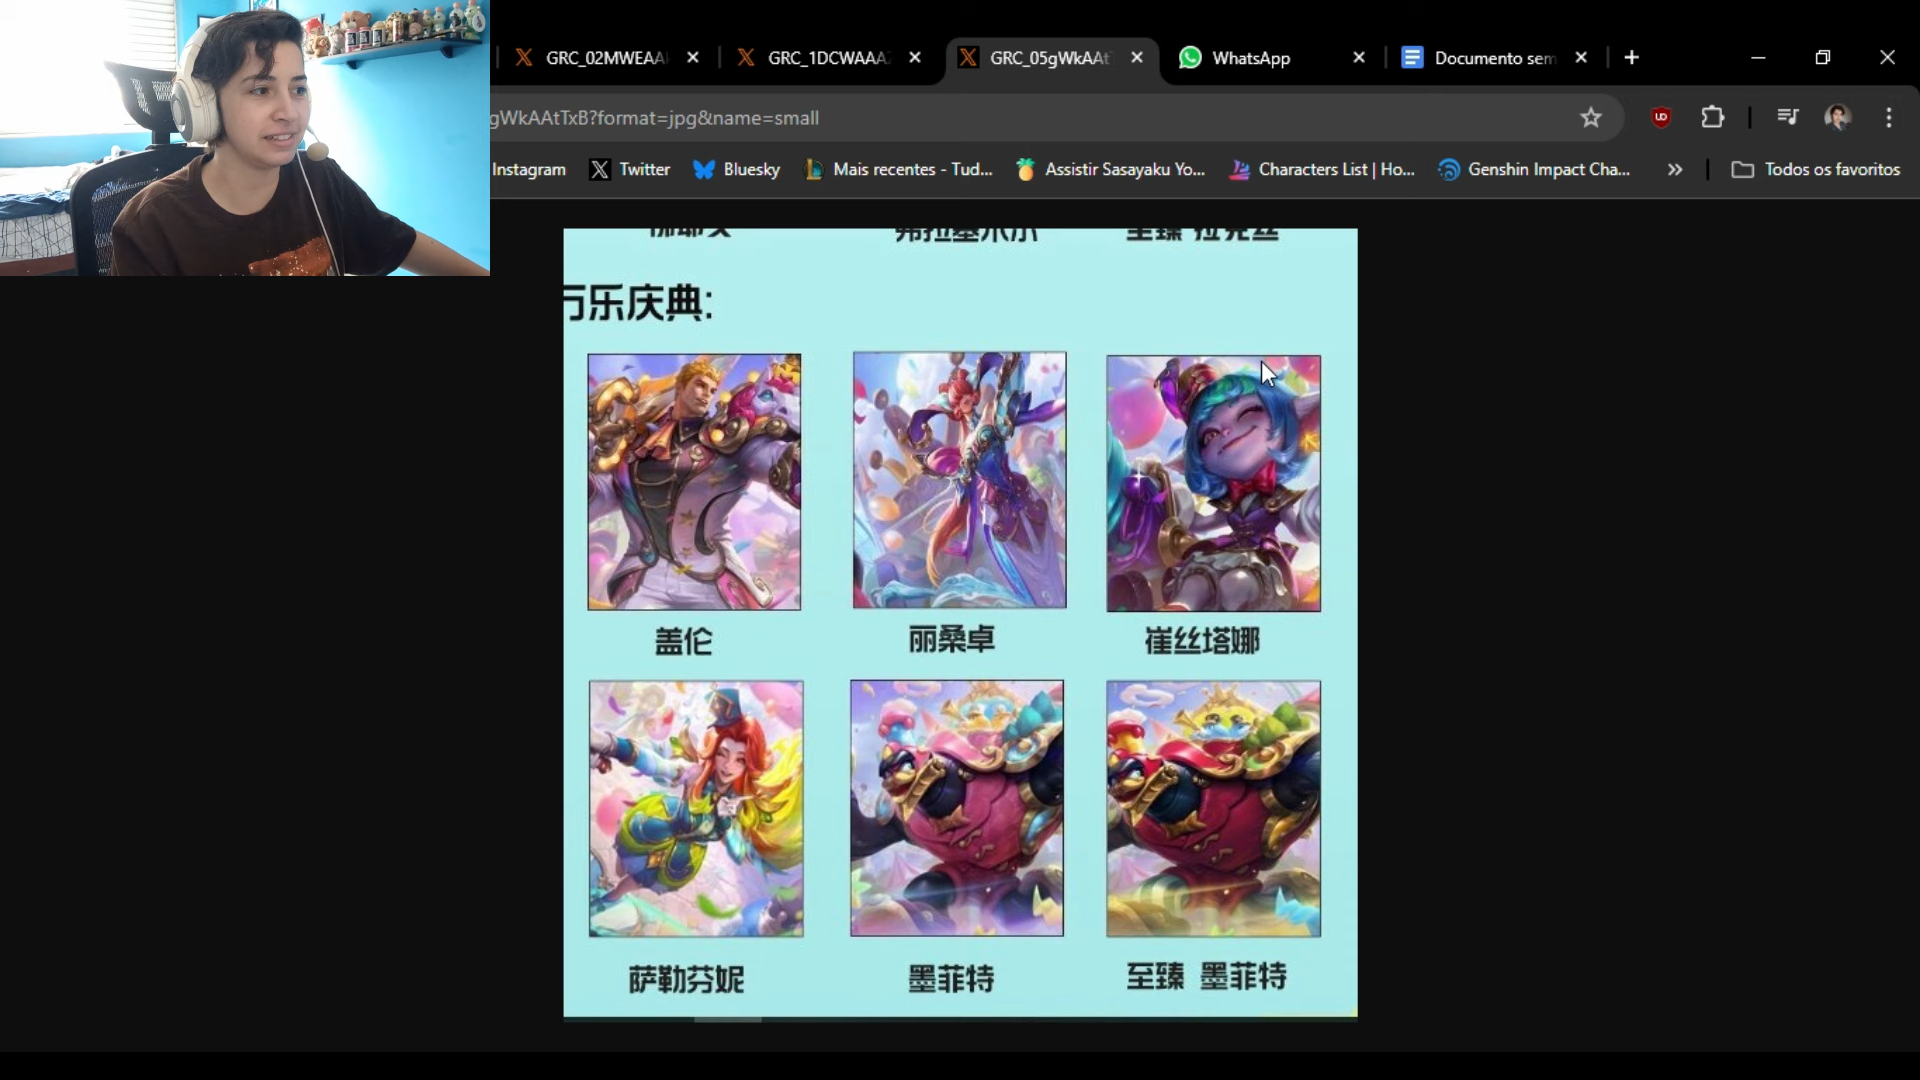 GRC_02MWEAA
GRC_1DCWAAA
GRC_05gWkAAt
WhatsApp
Documento sem
gWkAAtTxB?format=jpg&name=small
Instagram
Twitter
Bluesky
Mais recentes - Tud...
Assistir Sasayaku Yo...
Characters List | Ho...
Genshin Impact Cha...
Todos os favoritos
万乐庆典:
盖伦
丽桑卓
崔丝塔娜
萨勒芬妮
墨菲特
至臻 墨菲特